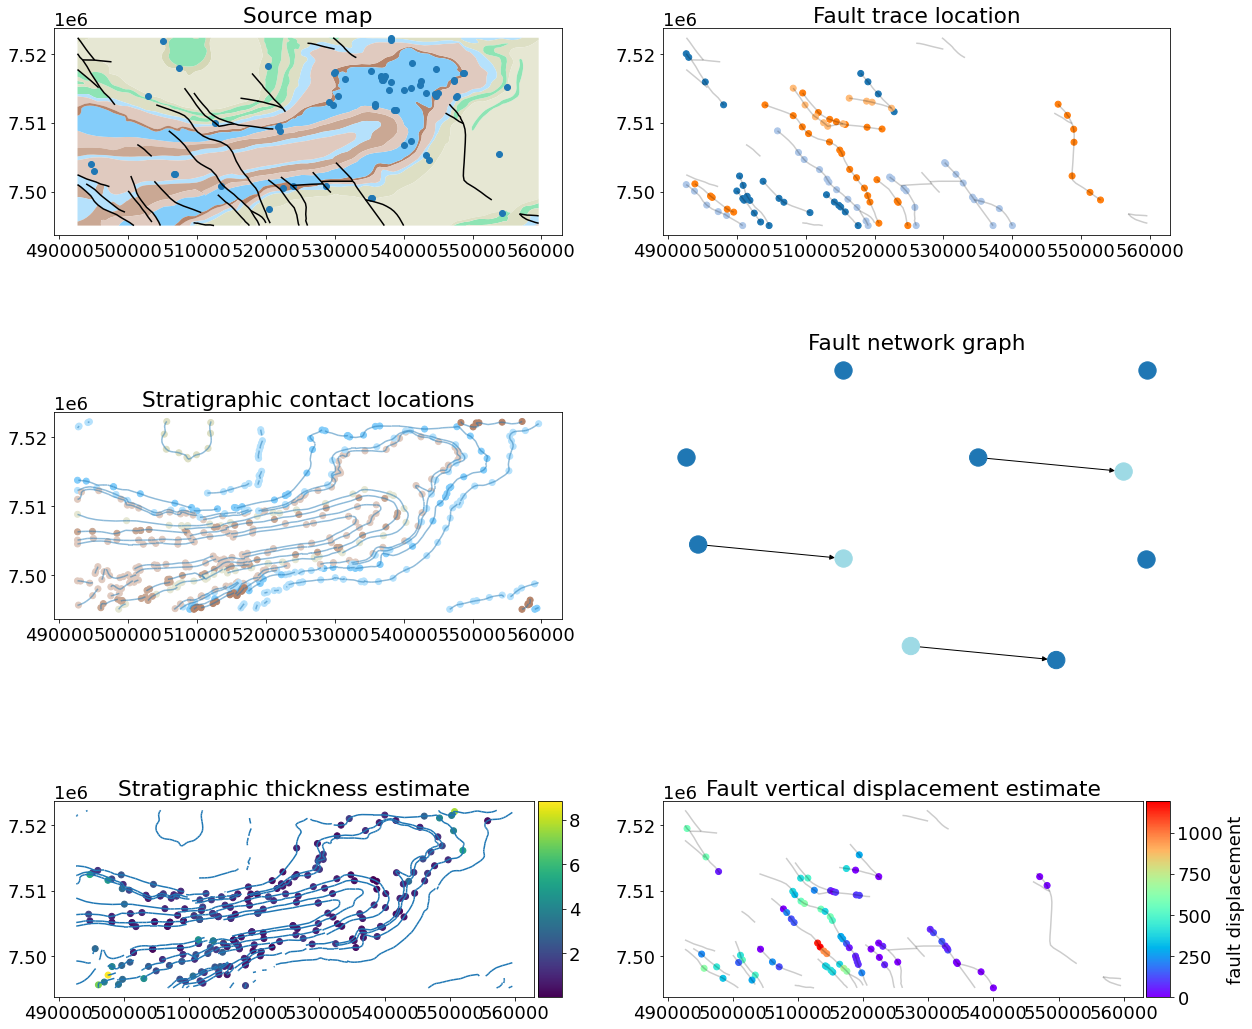 Source map
1e6
7.52
7.51
7.50
490000 500000 510000 520000 530000 540000 550000 560000
Fault trace location
1e6
7.52
7.51
7.50
490000 500000 510000 520000 530000 540000 550000 560000
Stratigraphic contact locations
1e6
7.52
7.51
7.50
490000 500000 510000 520000 530000 540000 550000 560000
Fault network graph
Stratigraphic thickness estimate
1e6
7.52
7.51
7.50
490000 500000 510000 520000 530000 540000 550000 560000
8
6
4
2
Fault vertical displacement estimate
1e6
7.52
7.51
7.50
490000 500000 510000 520000 530000 540000 550000 560000
1000
750
500
250
0
fault displacement